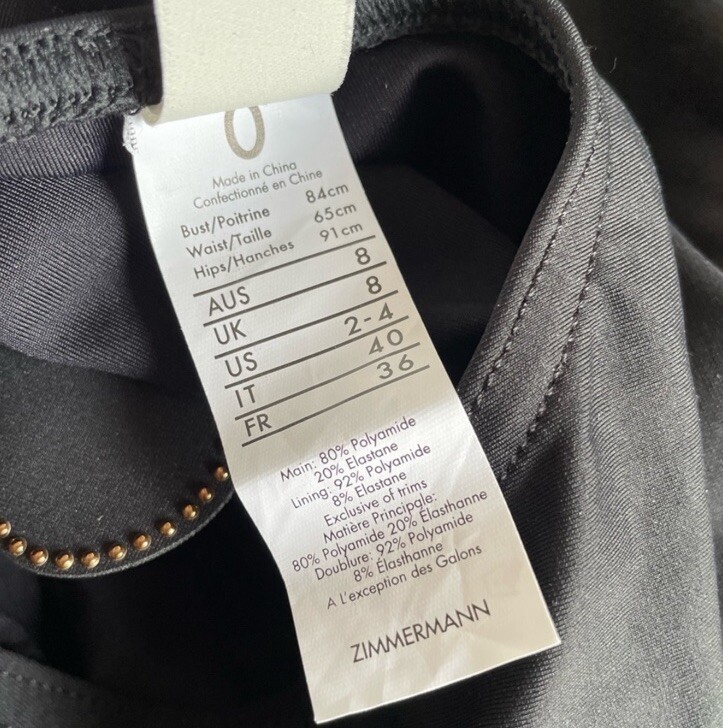 0
Made in China
Confectionné en Chine
Bust/Poitrine 84cm
Waist/Taille 65cm
Hips/Hanches 91cm
AUS 8
UK 8
US 2-4
IT 40
FR 36
Main: 80% Polyamide
20% Elastane
Lining: 92% Polyamide
8% Elastane
Exclusive of trims
Matière Principale:
80% Polyamide 20% Élasthanne
Doublure: 92% Polyamide
8% Élasthanne
A L'exception des Galons
ZIMMERMANN